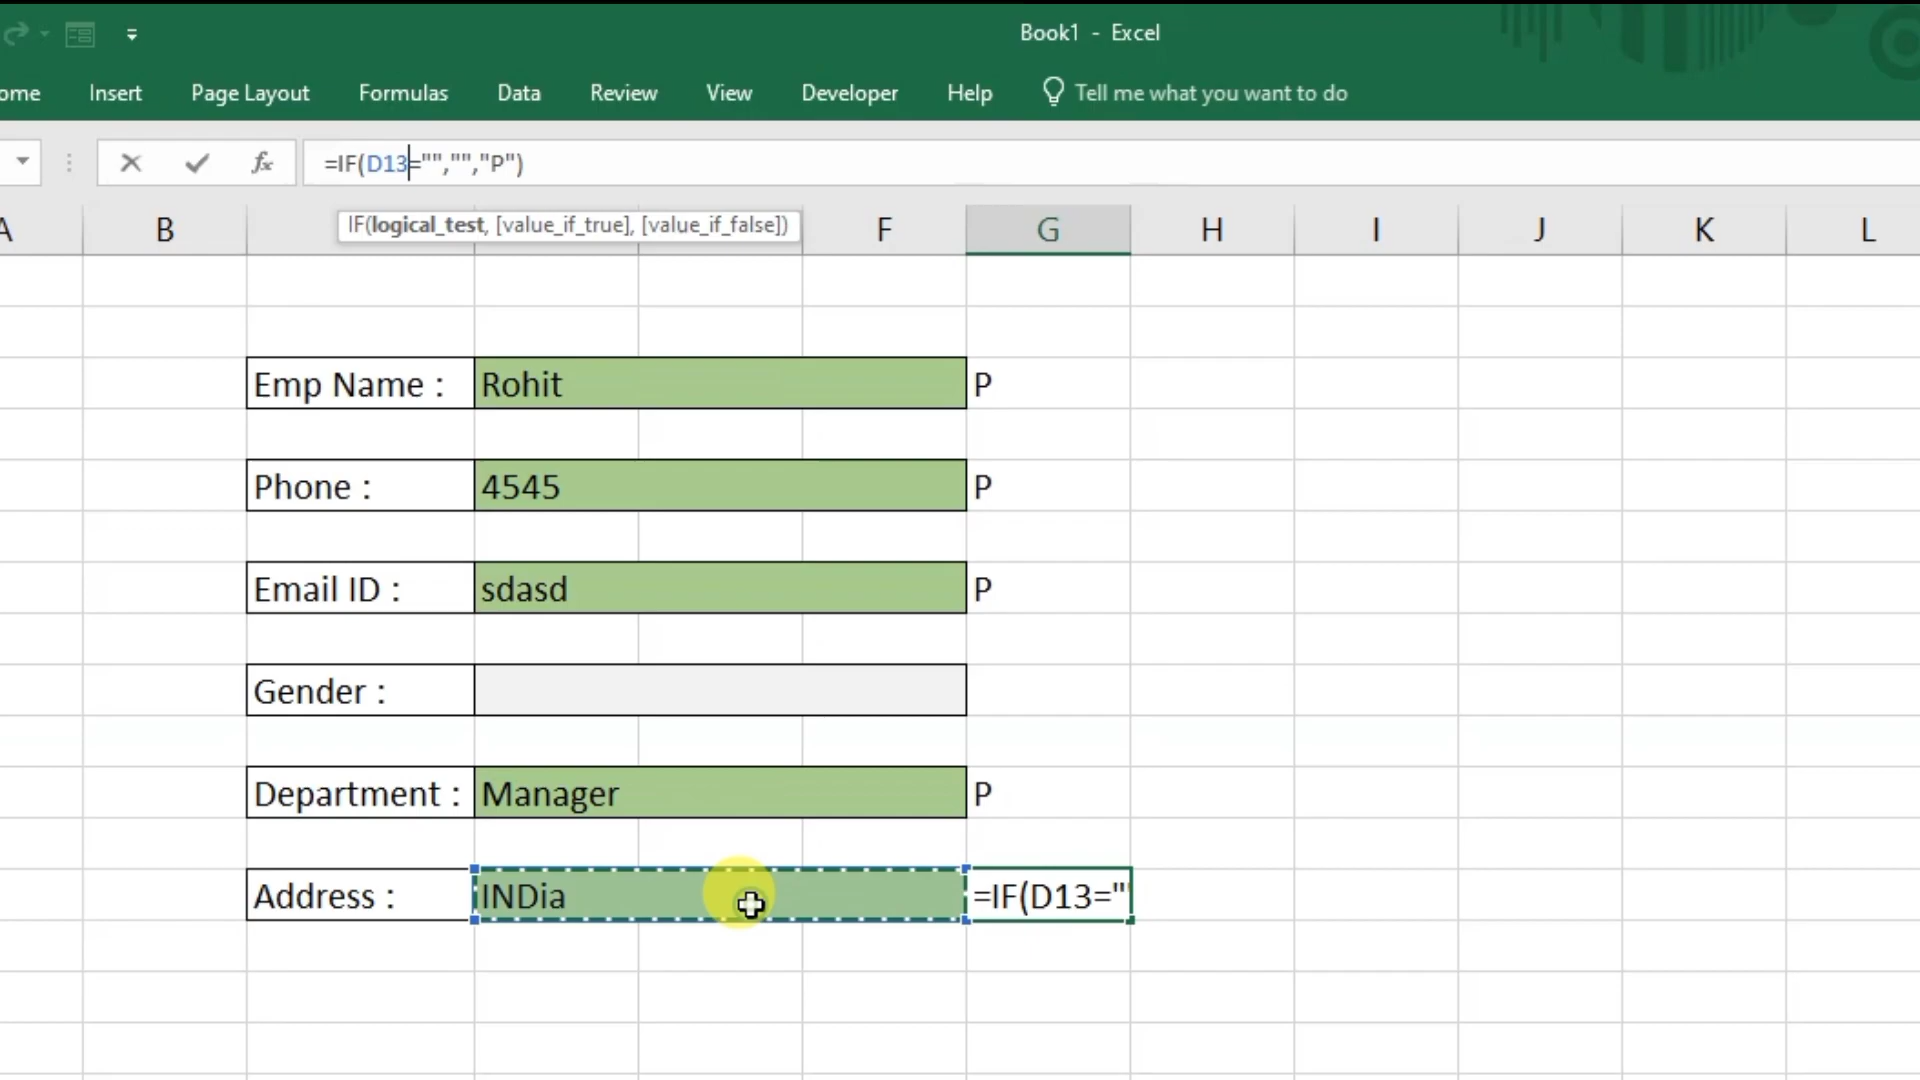 Book1 - Excel
ome Insert Page Layout Formulas Data Review View Developer Help Tell me what you want to do
fx =IF(D13="","","P")
IF(logical_test, [value_if_true], [value_if_false])
A B F G H I J K L
Emp Name : Rohit P
Phone : 4545 P
Email ID : sdasd P
Gender :
Department : Manager P
Address : INDia =IF(D13="